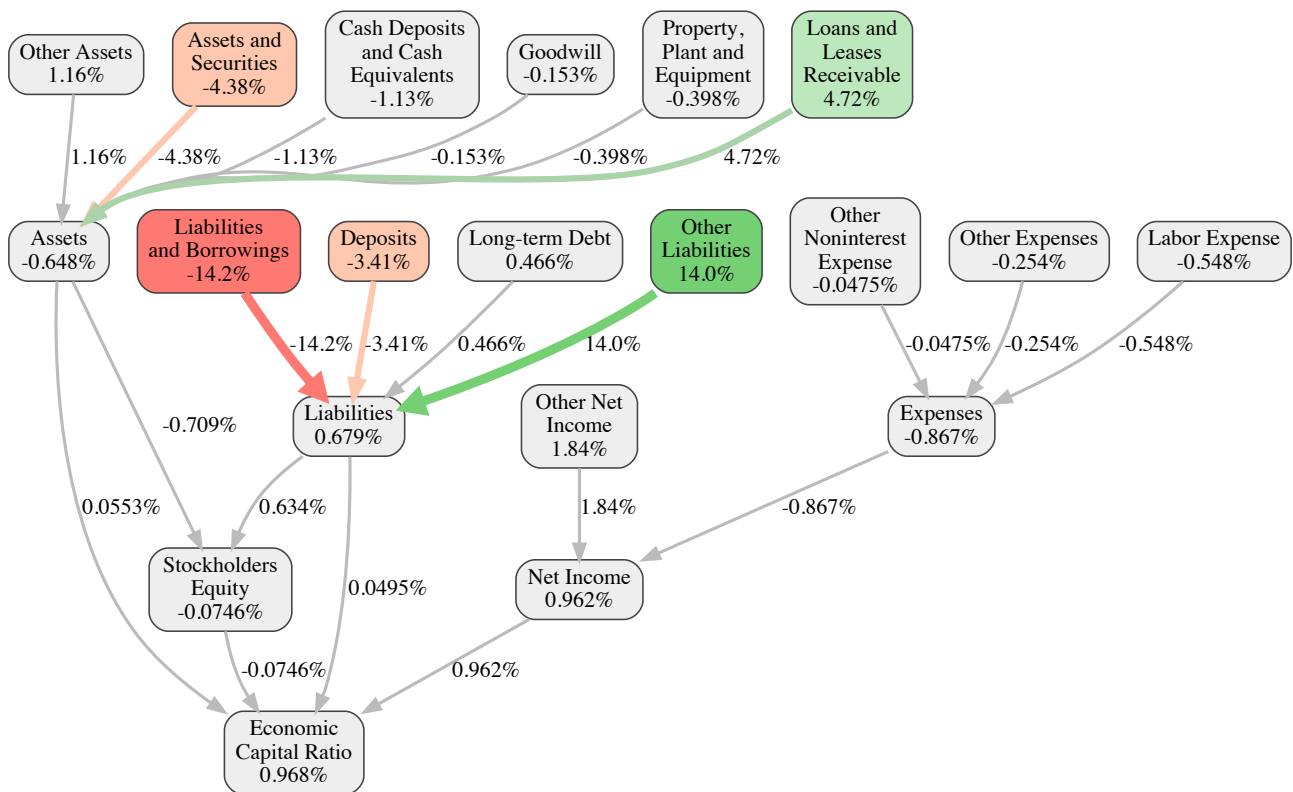 Other Assets
1.16%
Assets and
Securities
-4.38%
Cash Deposits
and Cash
Equivalents
-1.13%
Goodwill
-0.153%
Property,
Plant and
Equipment
-0.398%
Loans and
Leases
Receivable
4.72%
1.16%
-4.38%
-1.13%
-0.153%
-0.398%
4.72%
Assets
-0.648%
Liabilities
and Borrowings
-14.2%
Deposits
-3.41%
Long-term Debt
0.466%
Other
Liabilities
14.0%
Other
Noninterest
Expense
-0.0475%
Other Expenses
-0.254%
Labor Expense
-0.548%
-14.2%
-3.41%
0.466%
14.0%
-0.0475%
-0.254%
-0.548%
-0.709%
Liabilities
0.679%
Other Net
Income
1.84%
Expenses
-0.867%
0.0553%
0.634%
1.84%
-0.867%
Stockholders
Equity
-0.0746%
0.0495%
Net Income
0.962%
-0.0746%
0.962%
Economic
Capital Ratio
0.968%